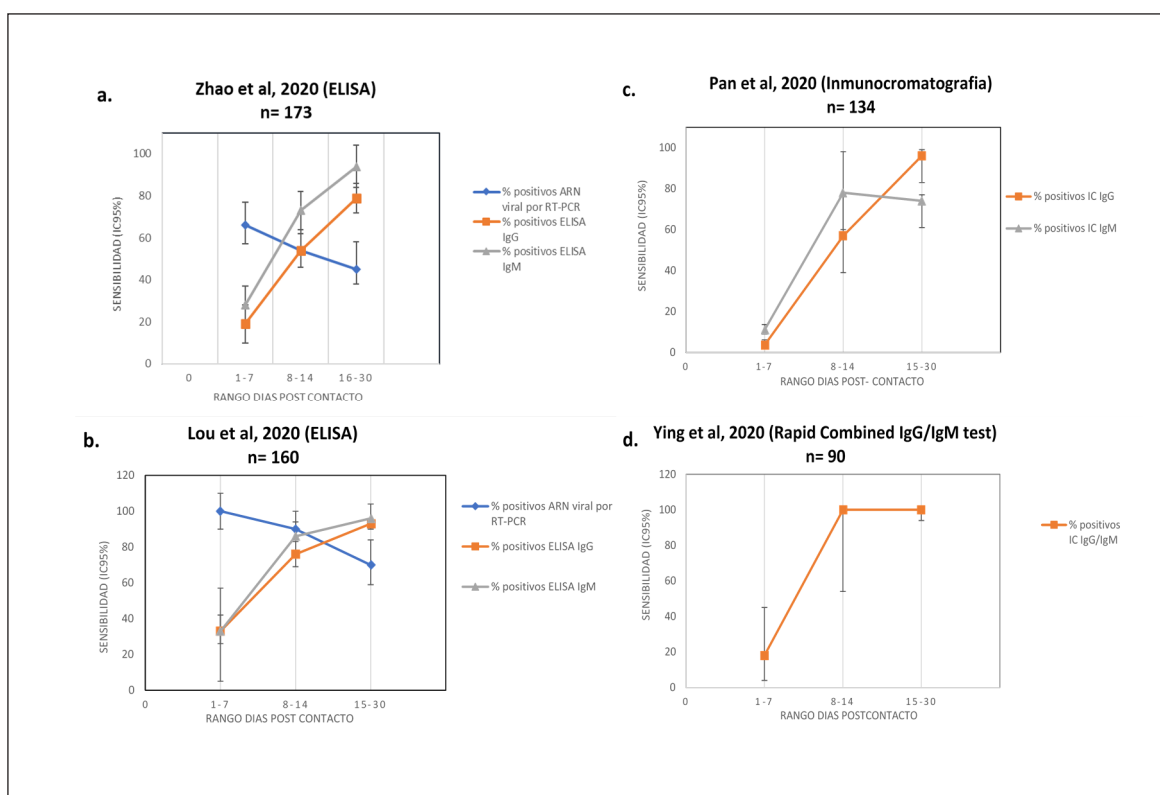 a.
Zhao et al, 2020 (ELISA)
n= 173
SENSIBILIDAD (IC95%)
100
80
60
40
20
0
0
1-7
8-14
16-30
RANGO DIAS POST CONTACTO
% positivos ARN
viral por RT-PCR
% positivos ELISA
IgG
% positivos ELISA
IgM
c.
Pan et al, 2020 (Inmunocromatografia)
n= 134
SENSIBILIDAD (IC95%)
100
80
60
40
20
0
0
1-7
8-14
15-30
RANGO DIAS POST- CONTACTO
% positivos IC IgG
% positivos IC IgM
b.
Lou et al, 2020 (ELISA)
n= 160
SENSIBILIDAD (IC95%)
120
100
80
60
40
20
0
0
1-7
8-14
15-30
RANGO DIAS POST CONTACTO
% positivos ARN viral por
RT-PCR
% positivos ELISA IgG
% positivos ELISA IgM
d.
Ying et al, 2020 (Rapid Combined IgG/IgM test)
n= 90
SENSIBILIDAD (IC95%)
120
100
80
60
40
20
0
0
1-7
8-14
15-30
RANGO DIAS POSTCONTACTO
% positivos
IC IgG/IgM